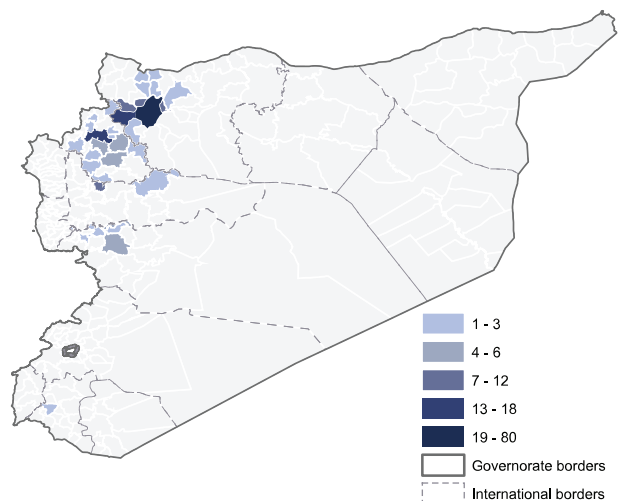 1 - 3
4 - 6
7 - 12
13 - 18
19 - 80
Governorate borders
International borders